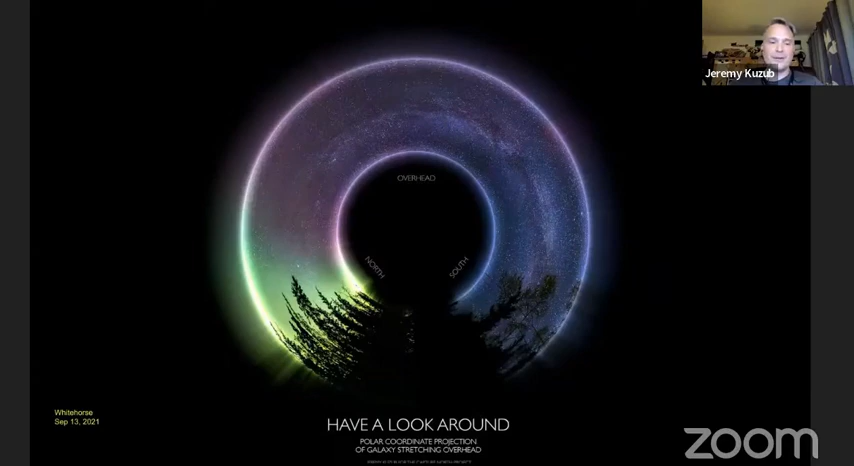 Jeremy Kuzub
OVERHEAD
NORTH
SOUTH
Whitehorse
Sep 13, 2021
HAVE A LOOK AROUND
POLAR COORDINATE PROJECTION
OF GALAXY STRETCHING OVERHEAD
zoom